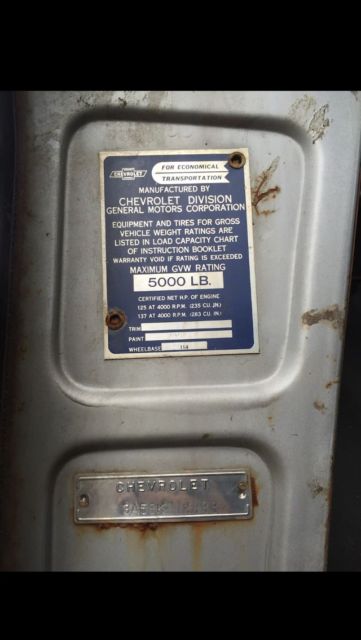 CHEVROLET
FOR ECONOMICAL
TRANSPORTATION
MANUFACTURED BY
CHEVROLET DIVISION
GENERAL MOTORS CORPORATION
EQUIPMENT AND TIRES FOR GROSS
VEHICLE WEIGHT RATINGS ARE
LISTED IN LOAD CAPACITY CHART
OF INSTRUCTION BOOKLET
WARRANTY VOID IF RATING IS EXCEEDED
MAXIMUM GVW RATING
5000 LB.
CERTIFIED NET H.P. OF ENGINE
125 AT 4000 R.P.M. (235 CU. IN.)
137 AT 4000 R.P.M. (283 CU. IN.)
TRIM
PAINT
WHEELBASE 114
CHEVROLET